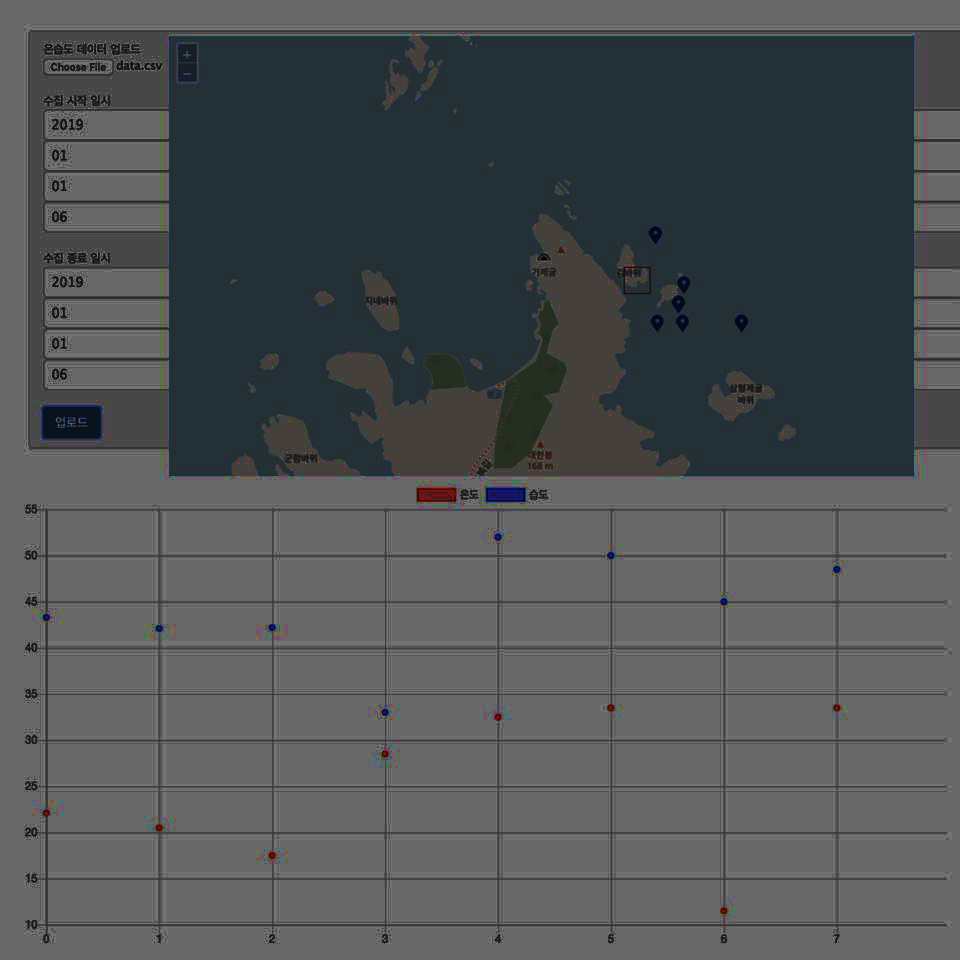 온습도 데이터 업로드
Choose File data.csv
수집 시작 일시
2019
01
01
06
수집 종료 일시
2019
01
01
06
업로드
+
−
가제굴
김바위
지네바위
삼형제굴
바위
군함바위
대한봉
168 m
온도 습도
55
50
45
40
35
30
25
20
15
10
0 1 2 3 4 5 6 7